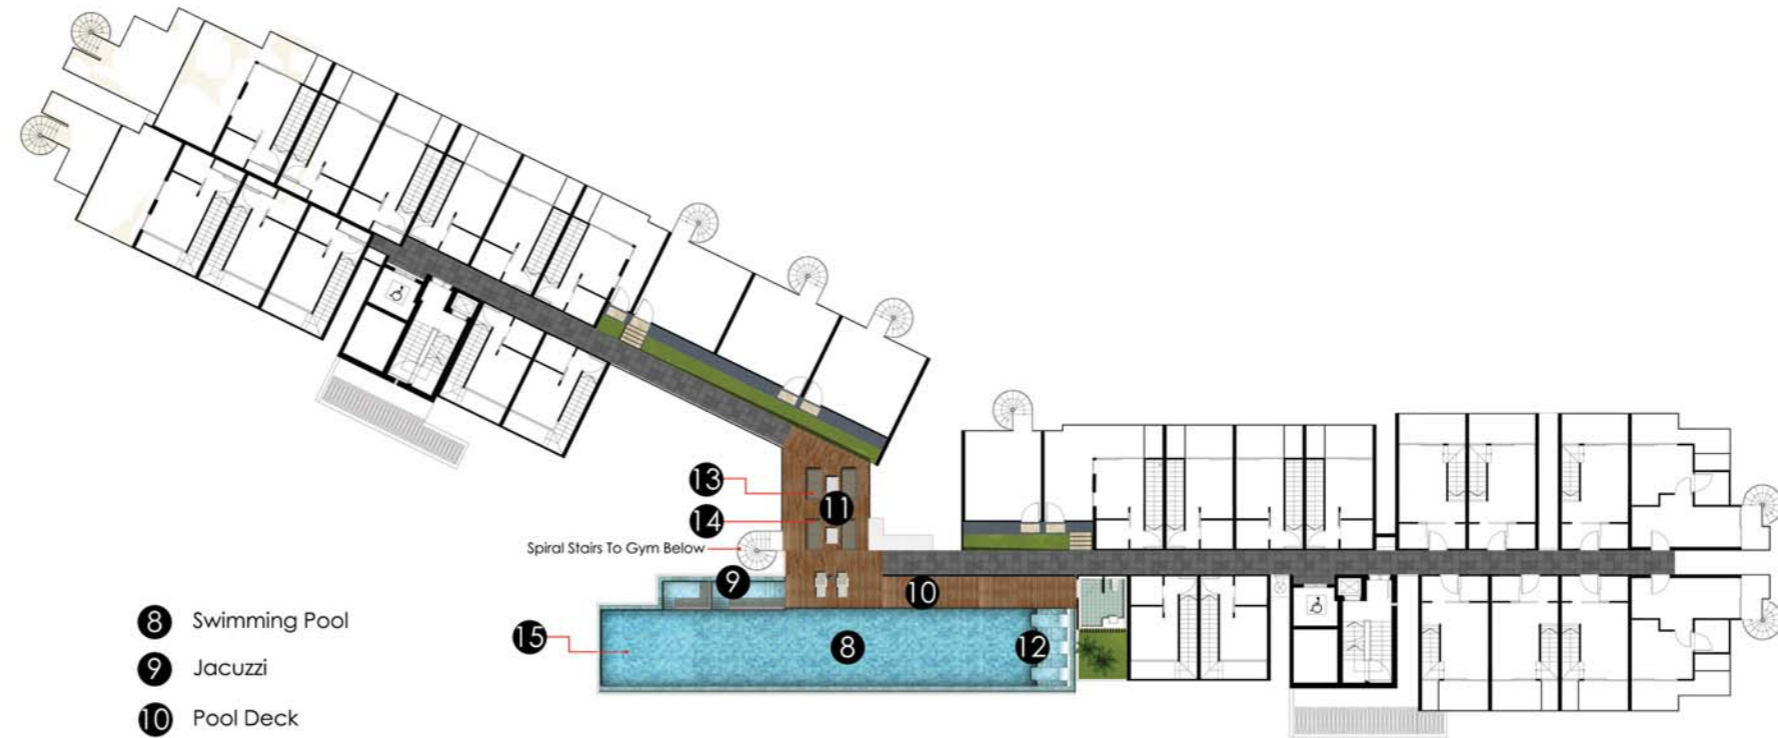 13
11
14
Spiral Stairs To Gym Below
9
10
15
8
12
8 Swimming Pool
9 Jacuzzi
10 Pool Deck